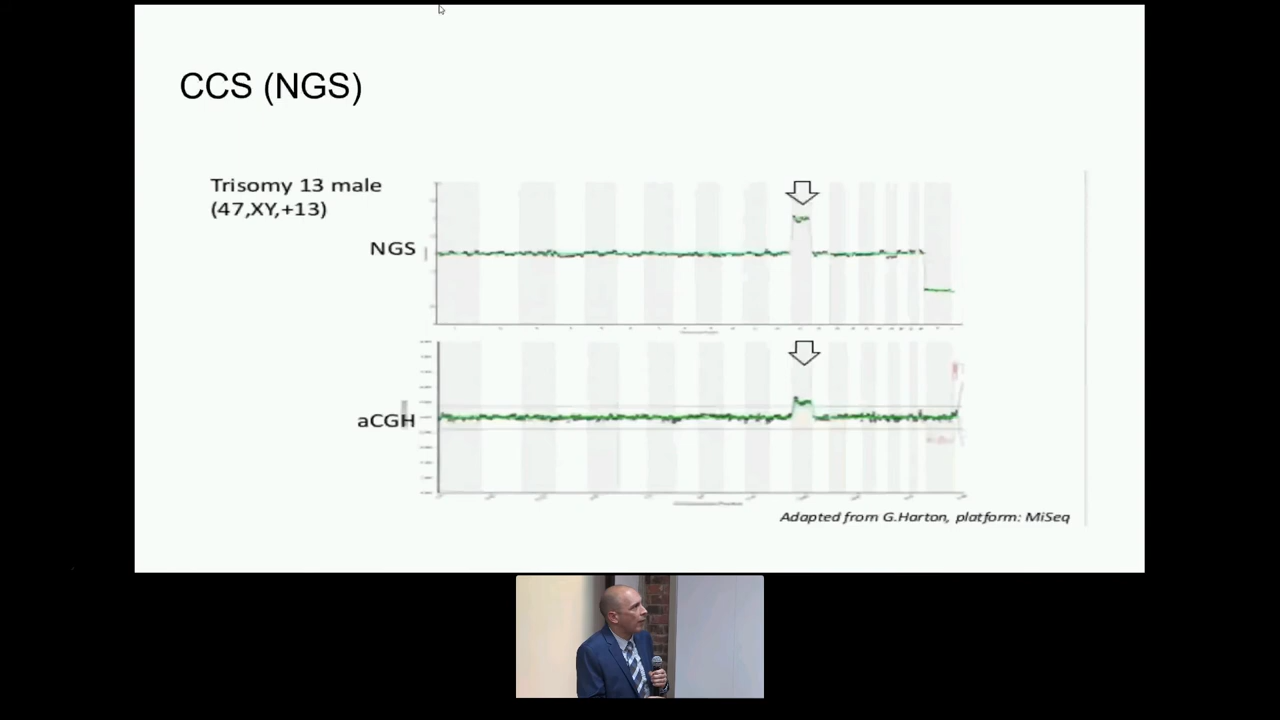 CCS (NGS)
Trisomy 13 male
(47,XY,+13)
NGS
aCGH
Adapted from G.Harton, platform: MiSeq